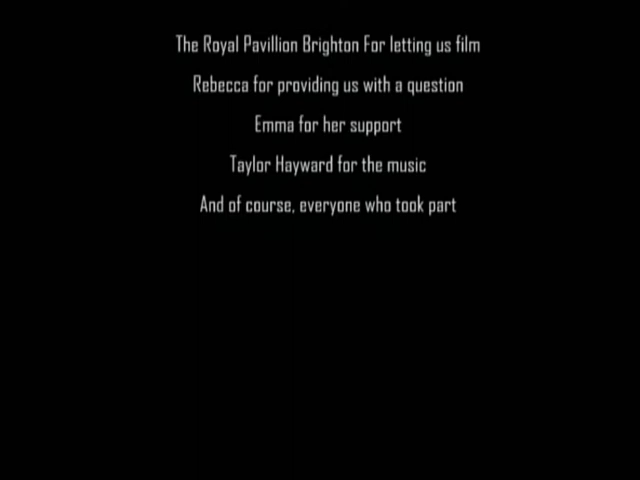 The Royal Pavillion Brighton For letting us film
Rebecca for providing us with a question
Emma for her support
Taylor Hayward for the music
And of course, everyone who took part